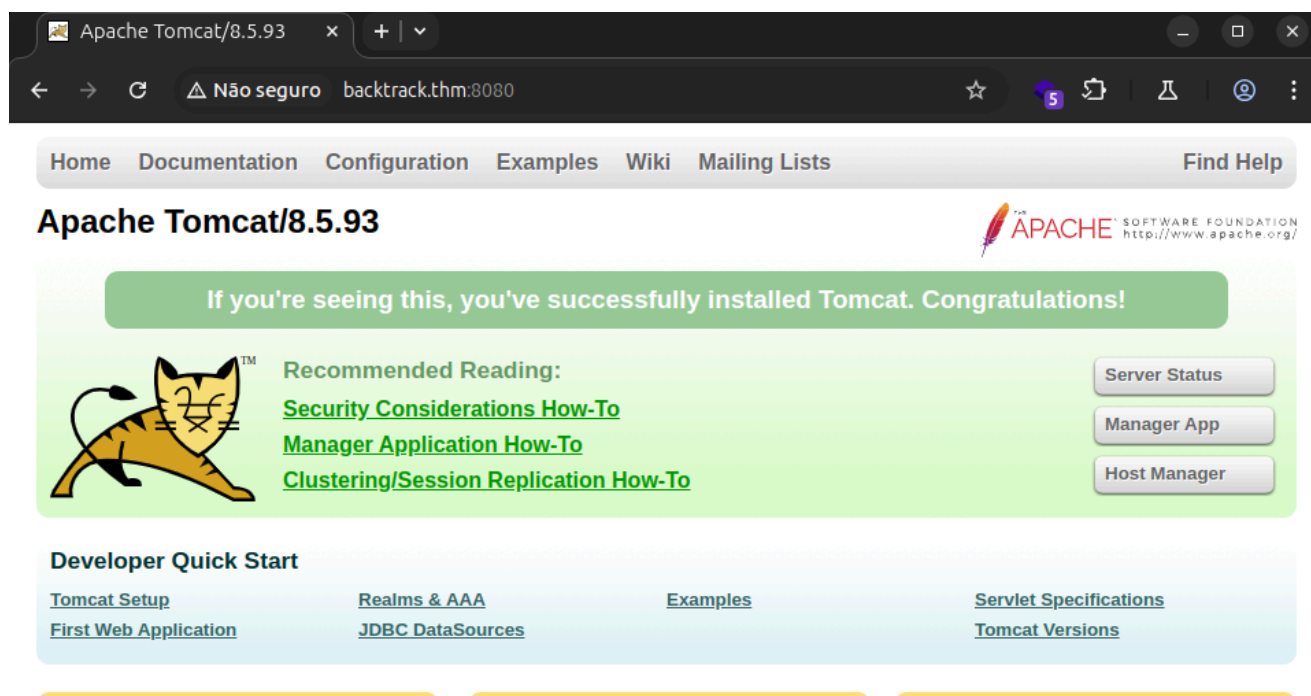 Apache Tomcat/8.5.93
Não seguro backtrack.thm:8080
5
Home Documentation Configuration Examples Wiki Mailing Lists Find Help
Apache Tomcat/8.5.93
THE APACHE SOFTWARE FOUNDATION
http://www.apache.org/
If you're seeing this, you've successfully installed Tomcat. Congratulations!
TM
Recommended Reading:
Security Considerations How-To
Manager Application How-To
Clustering/Session Replication How-To
Server Status
Manager App
Host Manager
Developer Quick Start
Tomcat Setup
First Web Application
Realms & AAA
JDBC DataSources
Examples
Servlet Specifications
Tomcat Versions